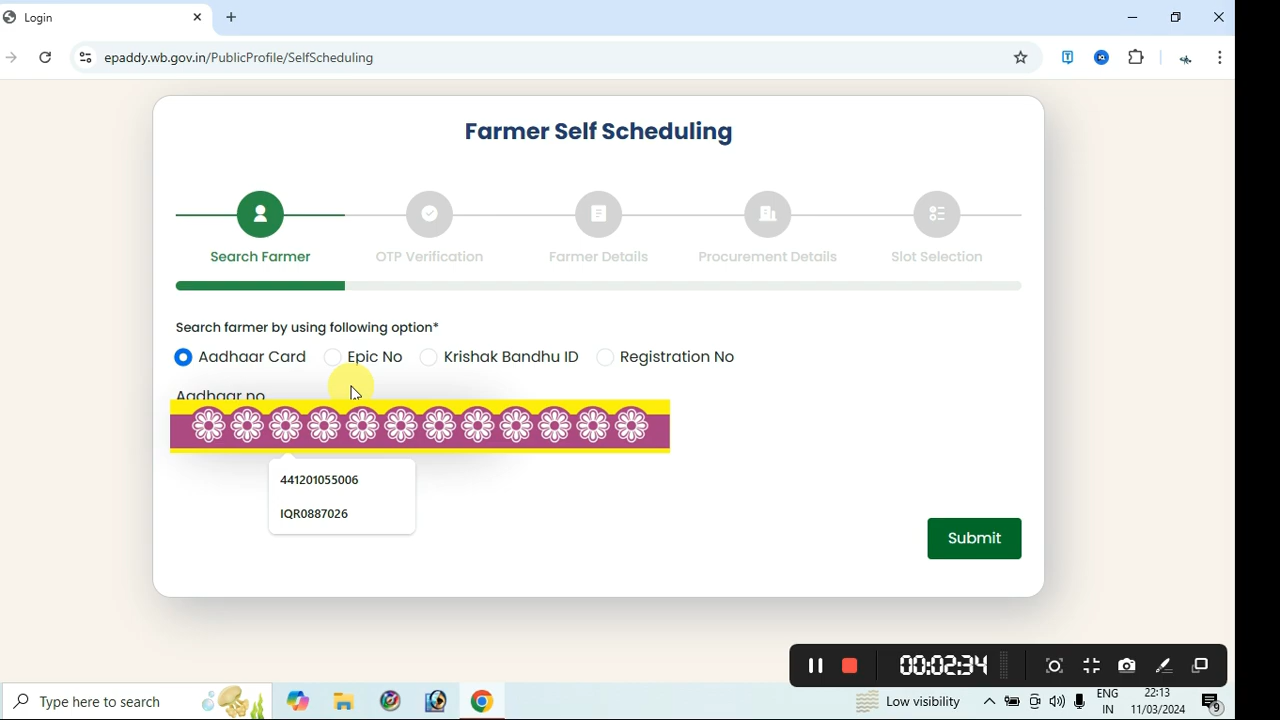 Login
epaddy.wb.gov.in/PublicProfile/SelfScheduling
Farmer Self Scheduling
Search Farmer OTP Verification Farmer Details Procurement Details Slot Selection
Search farmer by using following option*
Aadhaar Card Epic No Krishak Bandhu ID Registration No
Aadhaar no
441201055006
IQR0887026
Submit
00:02:34
Type here to search
Low visibility
ENG
IN
22:13
11/03/2024
9